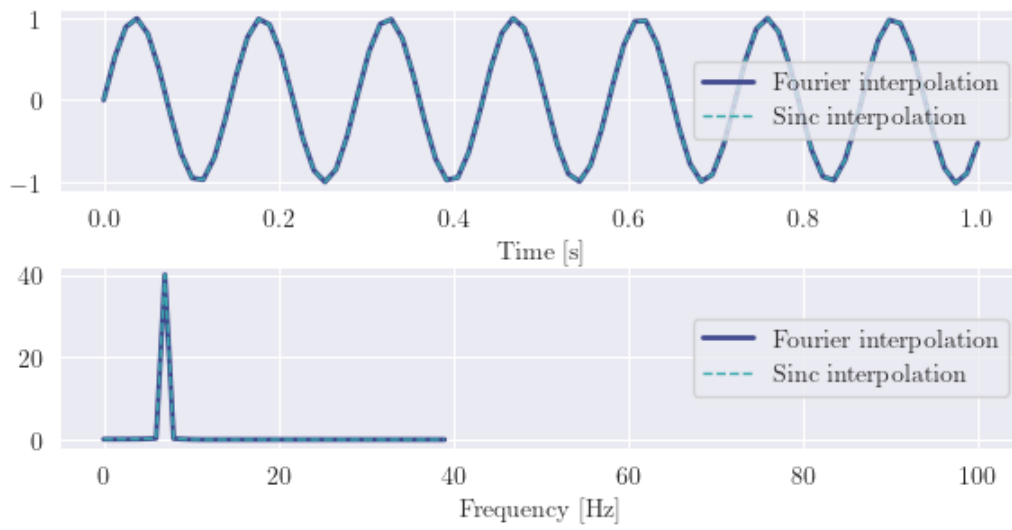 1
0
−1
Fourier interpolation
Sinc interpolation
0.0 0.2 0.4 0.6 0.8 1.0
Time [s]
40
20
0
Fourier interpolation
Sinc interpolation
0 20 40 60 80 100
Frequency [Hz]